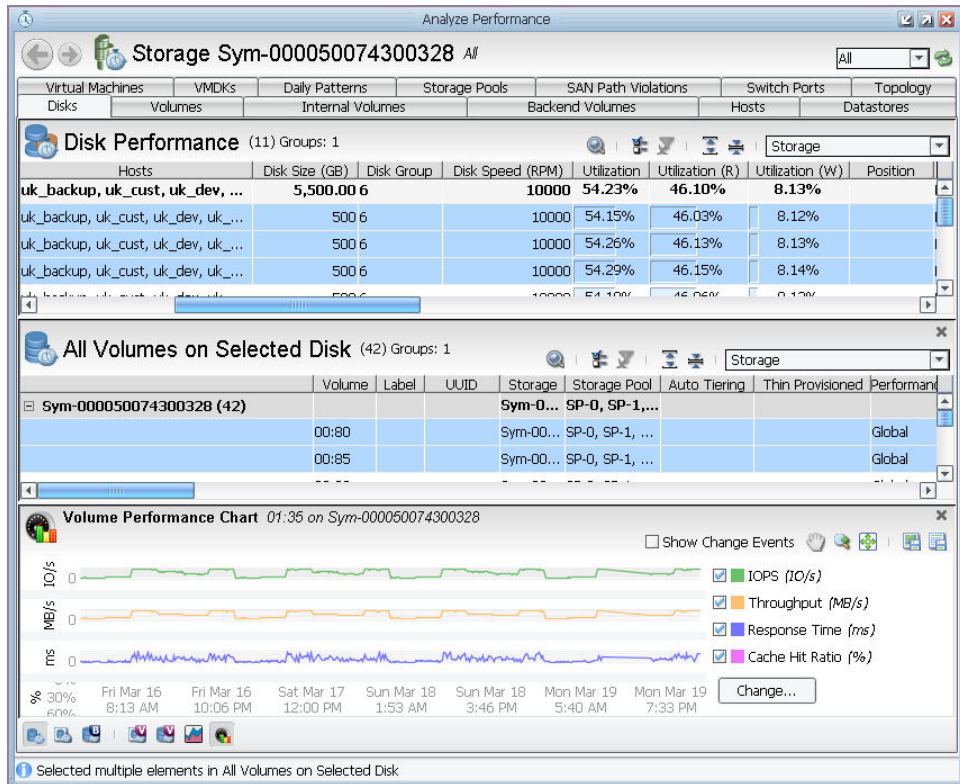 Analyze Performance
Storage Sym-000050074300328 All
All
Virtual Machines VMDKs Daily Patterns Storage Pools SAN Path Violations Switch Ports Topology
Disks Volumes Internal Volumes Backend Volumes Hosts Datastores
Disk Performance (11) Groups: 1
Storage
Hosts Disk Size (GB) Disk Group Disk Speed (RPM) Utilization Utilization (R) Utilization (W) Position
uk_backup, uk_cust, uk_dev, ... 5,500.00 6 10000 54.23% 46.10% 8.13%
uk_backup, uk_cust, uk_dev, uk_... 500 6 10000 54.15% 46.03% 8.12%
uk_backup, uk_cust, uk_dev, uk_... 500 6 10000 54.26% 46.13% 8.13%
uk_backup, uk_cust, uk_dev, uk_... 500 6 10000 54.29% 46.15% 8.14%
All Volumes on Selected Disk (42) Groups: 1
Storage
Volume Label UUID Storage Storage Pool Auto Tiering Thin Provisioned Performan
Sym-000050074300328 (42) Sym-0... SP-0, SP-1,...
00:80 Sym-00... SP-0, SP-1, ... Global
00:85 Sym-00... SP-0, SP-1, ... Global
Volume Performance Chart 01:35 on Sym-000050074300328
Show Change Events
IO/s 0
MB/s 0
ms 0
% 30%
60%
IOPS (IO/s)
Throughput (MB/s)
Response Time (ms)
Cache Hit Ratio (%)
Fri Mar 16 Fri Mar 16 Sat Mar 17 Sun Mar 18 Sun Mar 18 Mon Mar 19 Mon Mar 19
8:13 AM 10:06 PM 12:00 PM 1:53 AM 3:46 PM 5:40 AM 7:33 PM
Change...
Selected multiple elements in All Volumes on Selected Disk